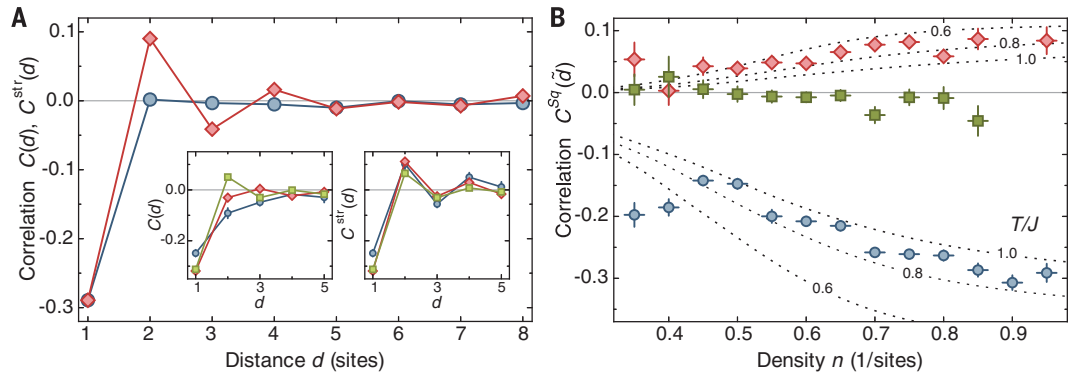 A
Correlation C(d), C^str(d)
0.1
0.0
-0.1
-0.2
-0.3
1 2 3 4 5 6 7 8
Distance d (sites)
C(d)
0.0
-0.2
1 3 5
d
C^str(d)
1 3 5
d
B
Correlation C^Sq(d̃)
0.1
0.0
-0.1
-0.2
-0.3
0.4 0.5 0.6 0.7 0.8 0.9
Density n (1/sites)
0.6
0.8
1.0
T/J
1.0
0.8
0.6